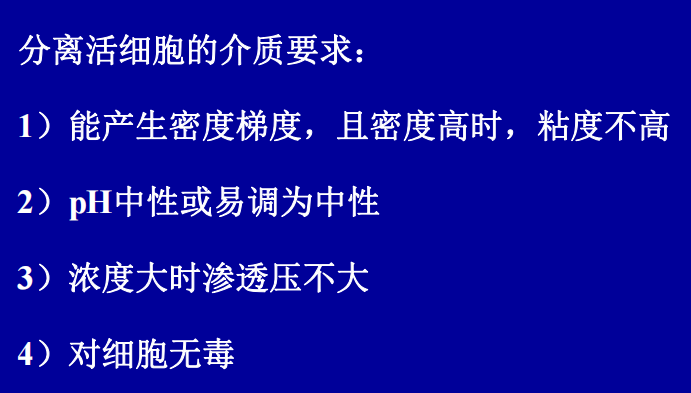 分离活细胞的介质要求：
1）能产生密度梯度，且密度高时，粘度不高
2）pH中性或易调为中性
3）浓度大时渗透压不大
4）对细胞无毒